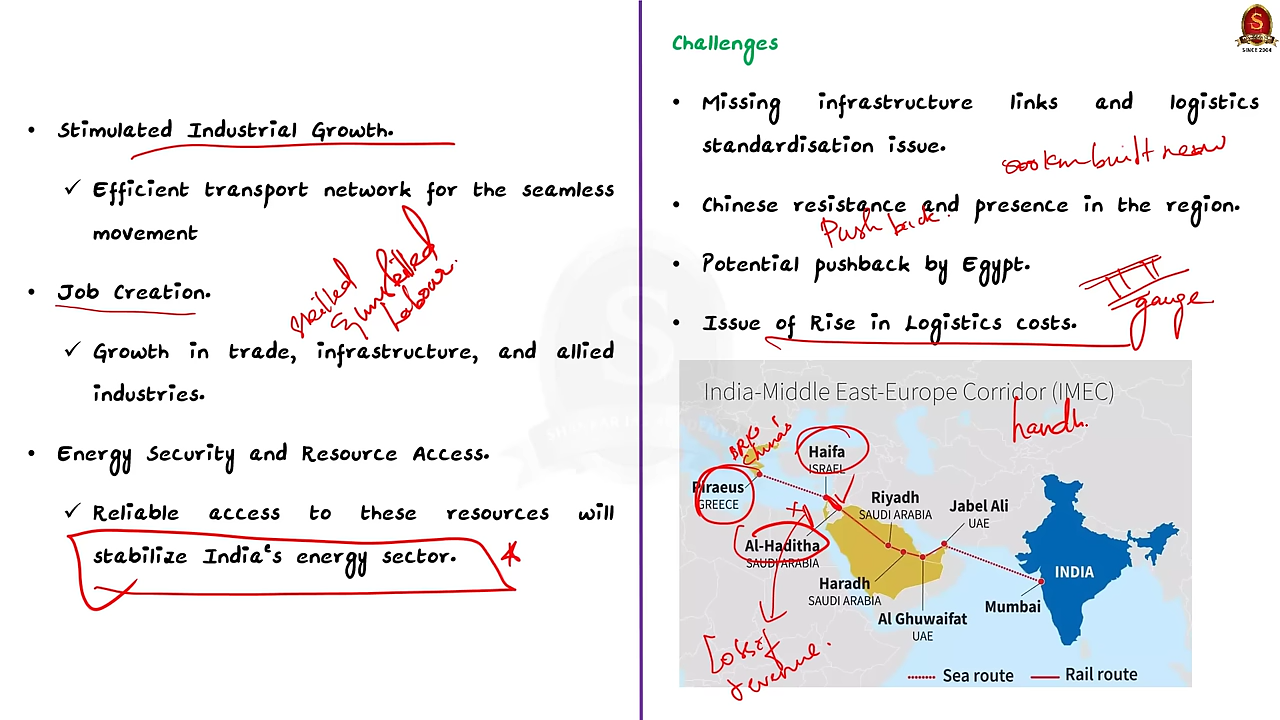 • Stimulated Industrial Growth.
✓ Efficient transport network for the seamless
movement
• Job Creation.
skilled
labour.
✓ Growth in trade, infrastructure, and allied
industries.
• Energy Security and Resource Access.
✓ Reliable access to these resources will
stabilize India's energy sector.
S
SINCE 2004
Challenges
• Missing infrastructure links and logistics
standardisation issue.
built
• Chinese resistance and presence in the region.
Push back.
• Potential pushback by Egypt.
gauge
• Issue of Rise in Logistics costs.
India-Middle East-Europe Corridor (IMEC)
China's
Haifa
ISRAEL
Piraeus
GREECE
Riyadh
SAUDI ARABIA
Jabel Ali
UAE
Al-Haditha
SAUDI ARABIA
INDIA
Haradh
SAUDI ARABIA
Mumbai
Al Ghuwaifat
UAE
Loss of
revenue.
Sea route
Rail route